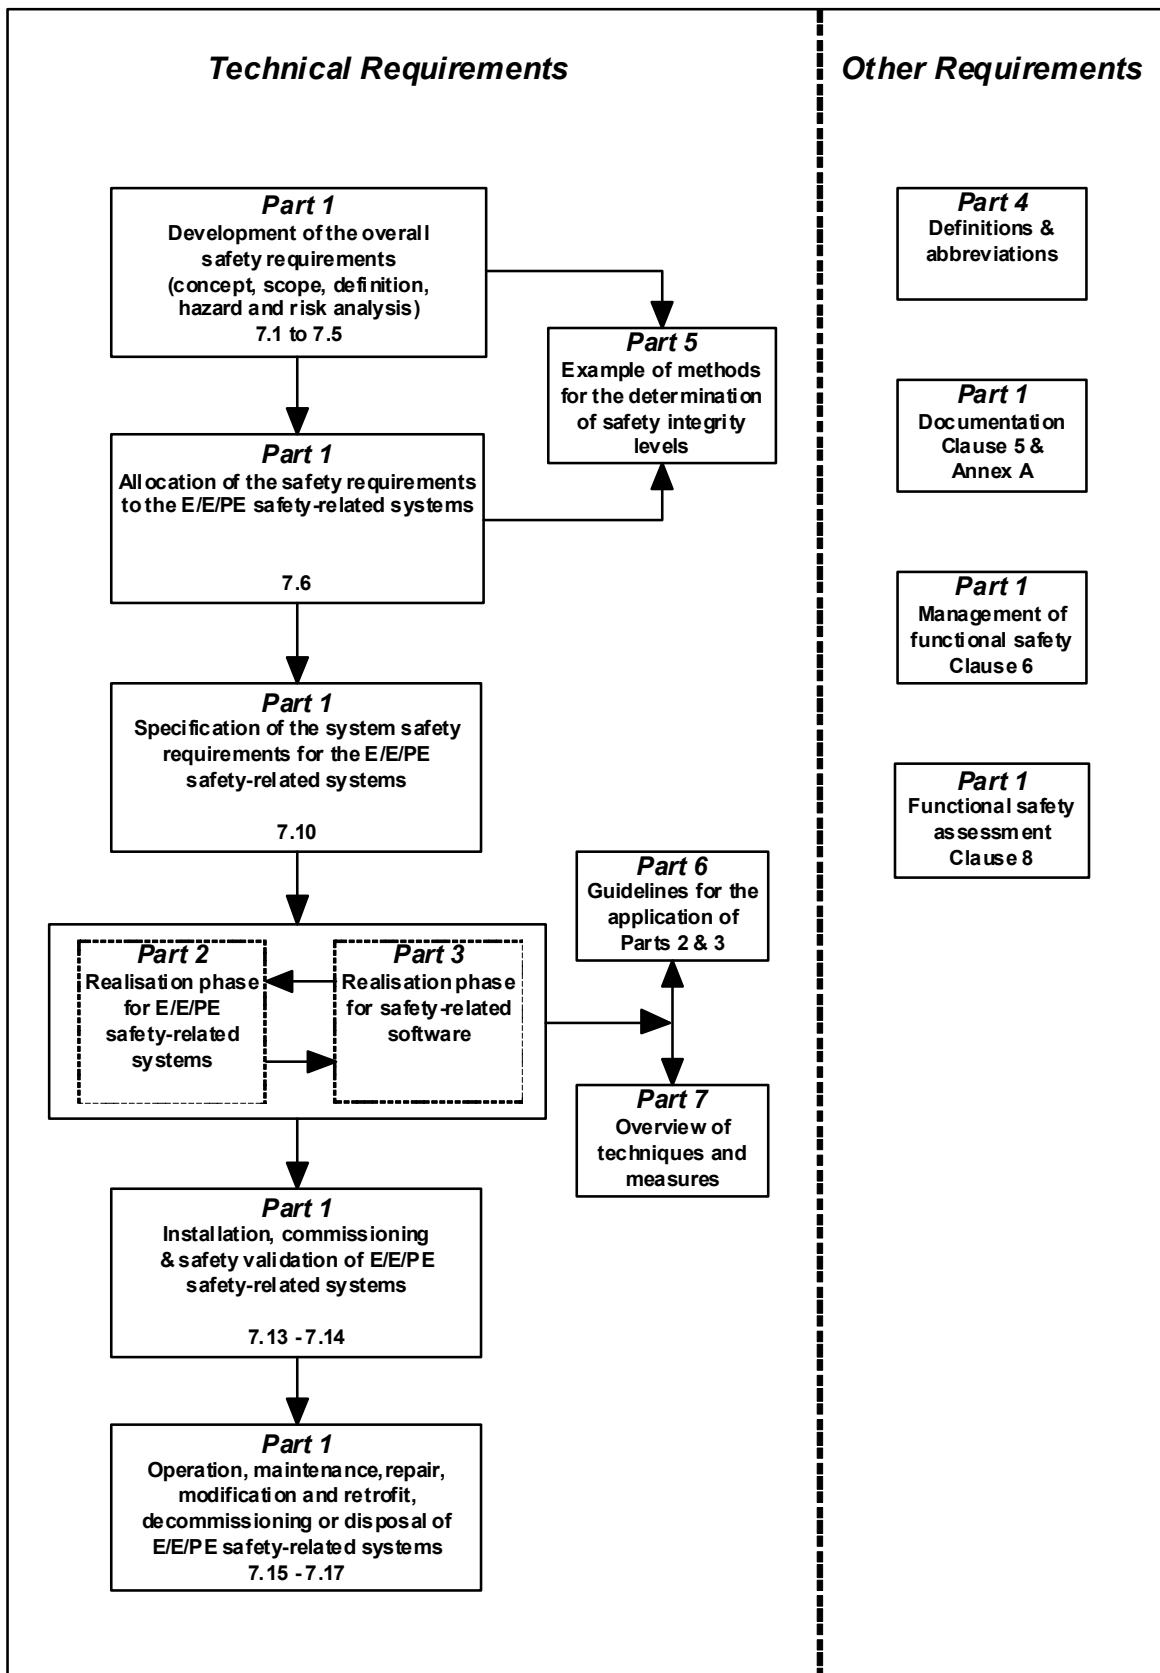 Technical Requirements
Other Requirements
Part 1
Development of the overall
safety requirements
(concept, scope, definition,
hazard and risk analysis)
7.1 to 7.5
Part 5
Example of methods
for the determination
of safety integrity
levels
Part 1
Allocation of the safety requirements
to the E/E/PE safety-related systems
7.6
Part 1
Specification of the system safety
requirements for the E/E/PE
safety-related systems
7.10
Part 6
Guidelines for the
application of
Parts 2 & 3
Part 2
Realisation phase
for E/E/PE
safety-related
systems
Part 3
Realisation phase
for safety-related
software
Part 7
Overview of
techniques and
measures
Part 1
Installation, commissioning
& safety validation of E/E/PE
safety-related systems
7.13 - 7.14
Part 1
Operation, maintenance, repair,
modification and retrofit,
decommissioning or disposal of
E/E/PE safety-related systems
7.15 - 7.17
Part 4
Definitions &
abbreviations
Part 1
Documentation
Clause 5 &
Annex A
Part 1
Management of
functional safety
Clause 6
Part 1
Functional safety
assessment
Clause 8